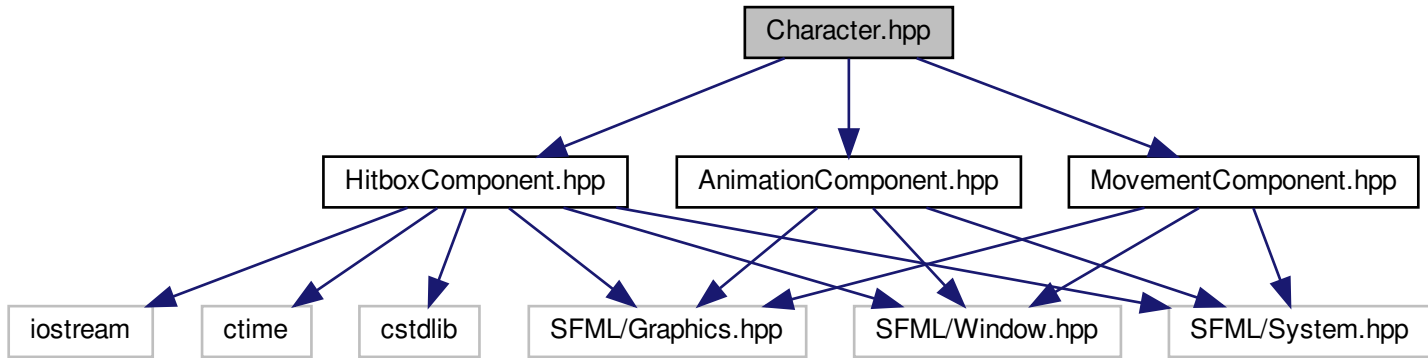 Character.hpp
HitboxComponent.hpp
AnimationComponent.hpp
MovementComponent.hpp
iostream
ctime
cstdlib
SFML/Graphics.hpp
SFML/Window.hpp
SFML/System.hpp